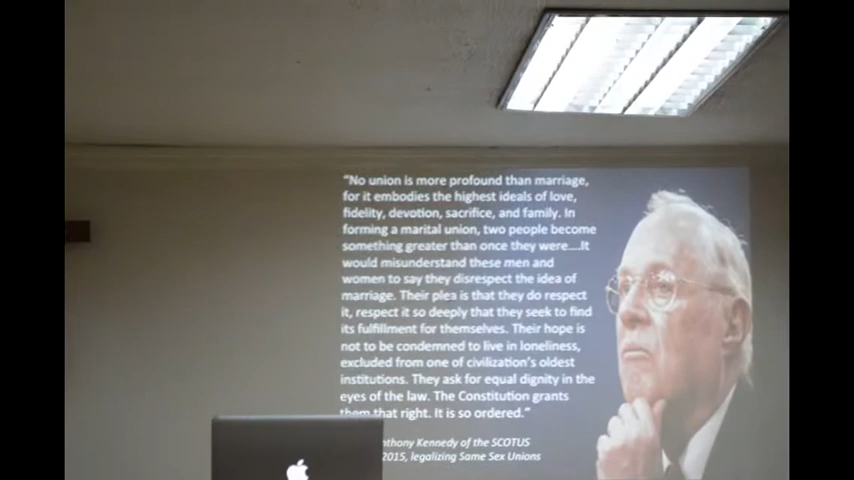 “No union is more profound than marriage,
for it embodies the highest ideals of love,
fidelity, devotion, sacrifice, and family. In
forming a marital union, two people become
something greater than once they were....It
would misunderstand these men and
women to say they disrespect the idea of
marriage. Their plea is that they do respect
it, respect it so deeply that they seek to find
its fulfillment for themselves. Their hope is
not to be condemned to live in loneliness,
excluded from one of civilization’s oldest
institutions. They ask for equal dignity in the
eyes of the law. The Constitution grants
them that right. It is so ordered.”
Kennedy of the SCOTUS
2015, legalizing Same Sex Unions